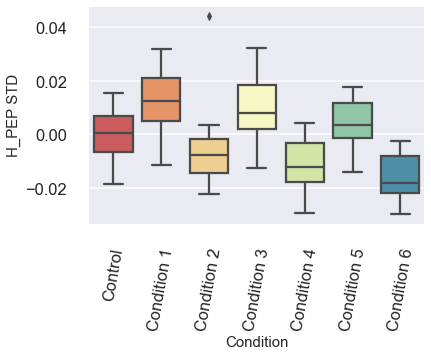 H_PEP STD
0.04
0.02
0.00
−0.02
Control
Condition 1
Condition 2
Condition 3
Condition 4
Condition 5
Condition 6
Condition